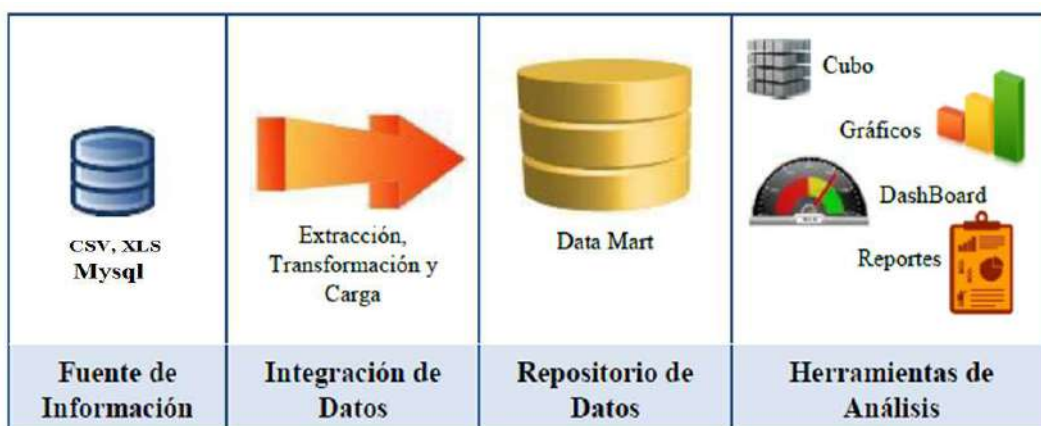 CSV, XLS
Mysql
Extracción,
Transformación y
Carga
Data Mart
Cubo
Gráficos
DashBoard
Reportes
Fuente de
Información
Integración de
Datos
Repositorio de
Datos
Herramientas de
Análisis